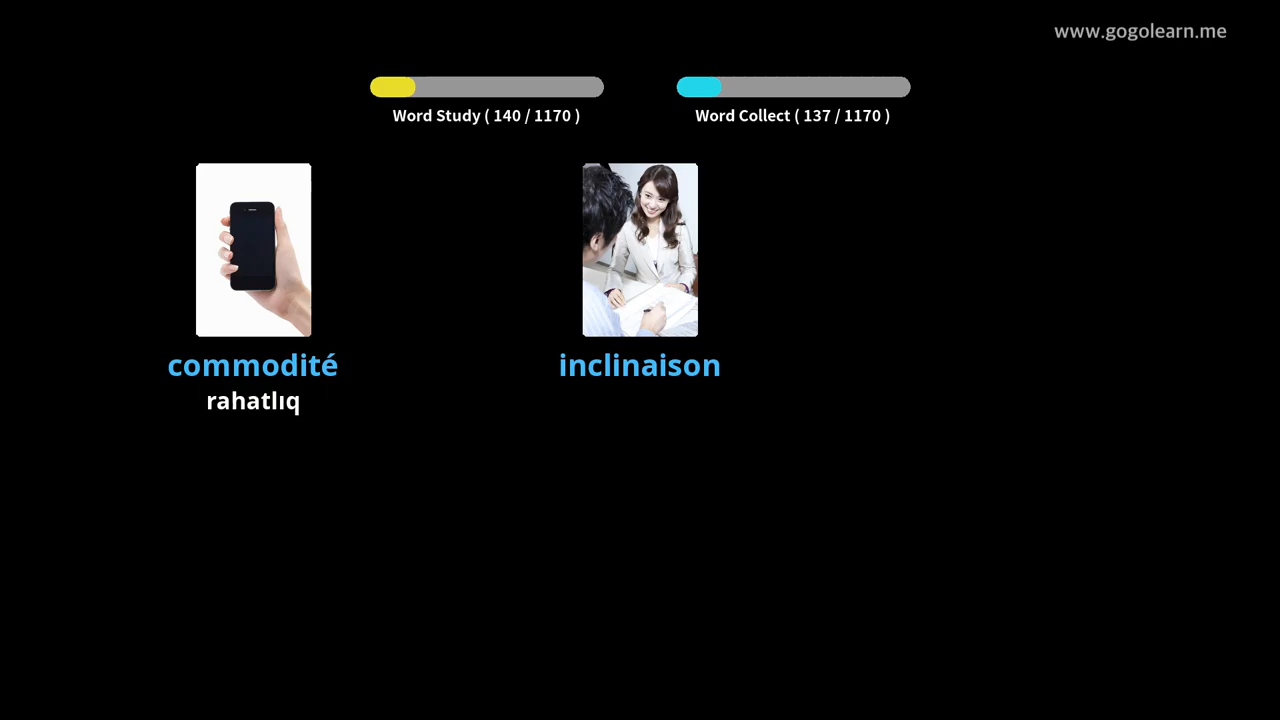 www.gogolearn.me
Word Study ( 140 / 1170 )
Word Collect ( 137 / 1170 )
commodité
rahatlıq
inclinaison